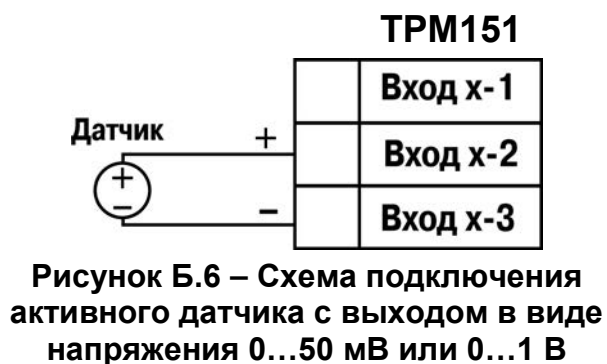 ТРМ151
Вход х-1
Датчик
+
Вход х-2
+
−
−
Вход х-3
Рисунок Б.6 – Схема подключения
активного датчика с выходом в виде
напряжения 0…50 мВ или 0…1 В